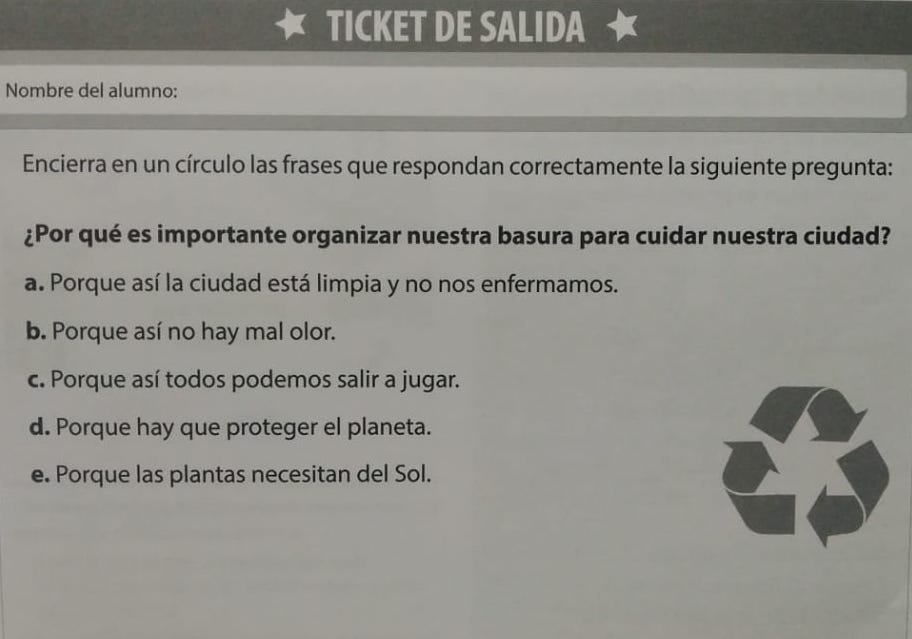 TICKET DE SALIDA
Nombre del alumno:
Encierra en un círculo las frases que respondan correctamente la siguiente pregunta:
¿Por qué es importante organizar nuestra basura para cuidar nuestra ciudad?
a. Porque así la ciudad está limpia y no nos enfermamos.
b. Porque así no hay mal olor.
c. Porque así todos podemos salir a jugar.
d. Porque hay que proteger el planeta.
e. Porque las plantas necesitan del Sol.